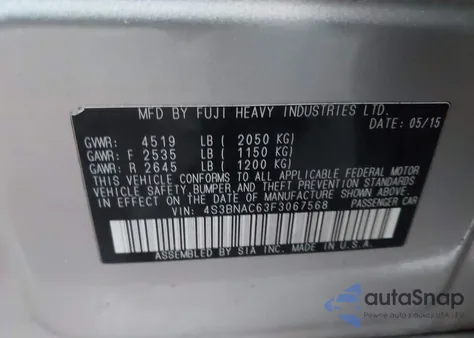 MFD BY FUJI HEAVY INDUSTRIES LTD.
DATE: 05/15
GVWR: 4519 LB ( 2050 KG)
GAWR: F 2535 LB ( 1150 KG)
GAWR: R 2645 LB ( 1200 KG)
THIS VEHICLE CONFORMS TO ALL APPLICABLE FEDERAL MOTOR
VEHICLE SAFETY,BUMPER,AND THEFT PREVENTION STANDARDS
IN EFFECT ON THE DATE OF MANUFACTURE SHOWN ABOVE.
VIN: 4S3BNAC63F3067568 PASSENGER CAR
ASSEMBLED BY SIA INC. MADE IN U.S.A.
autoSnap